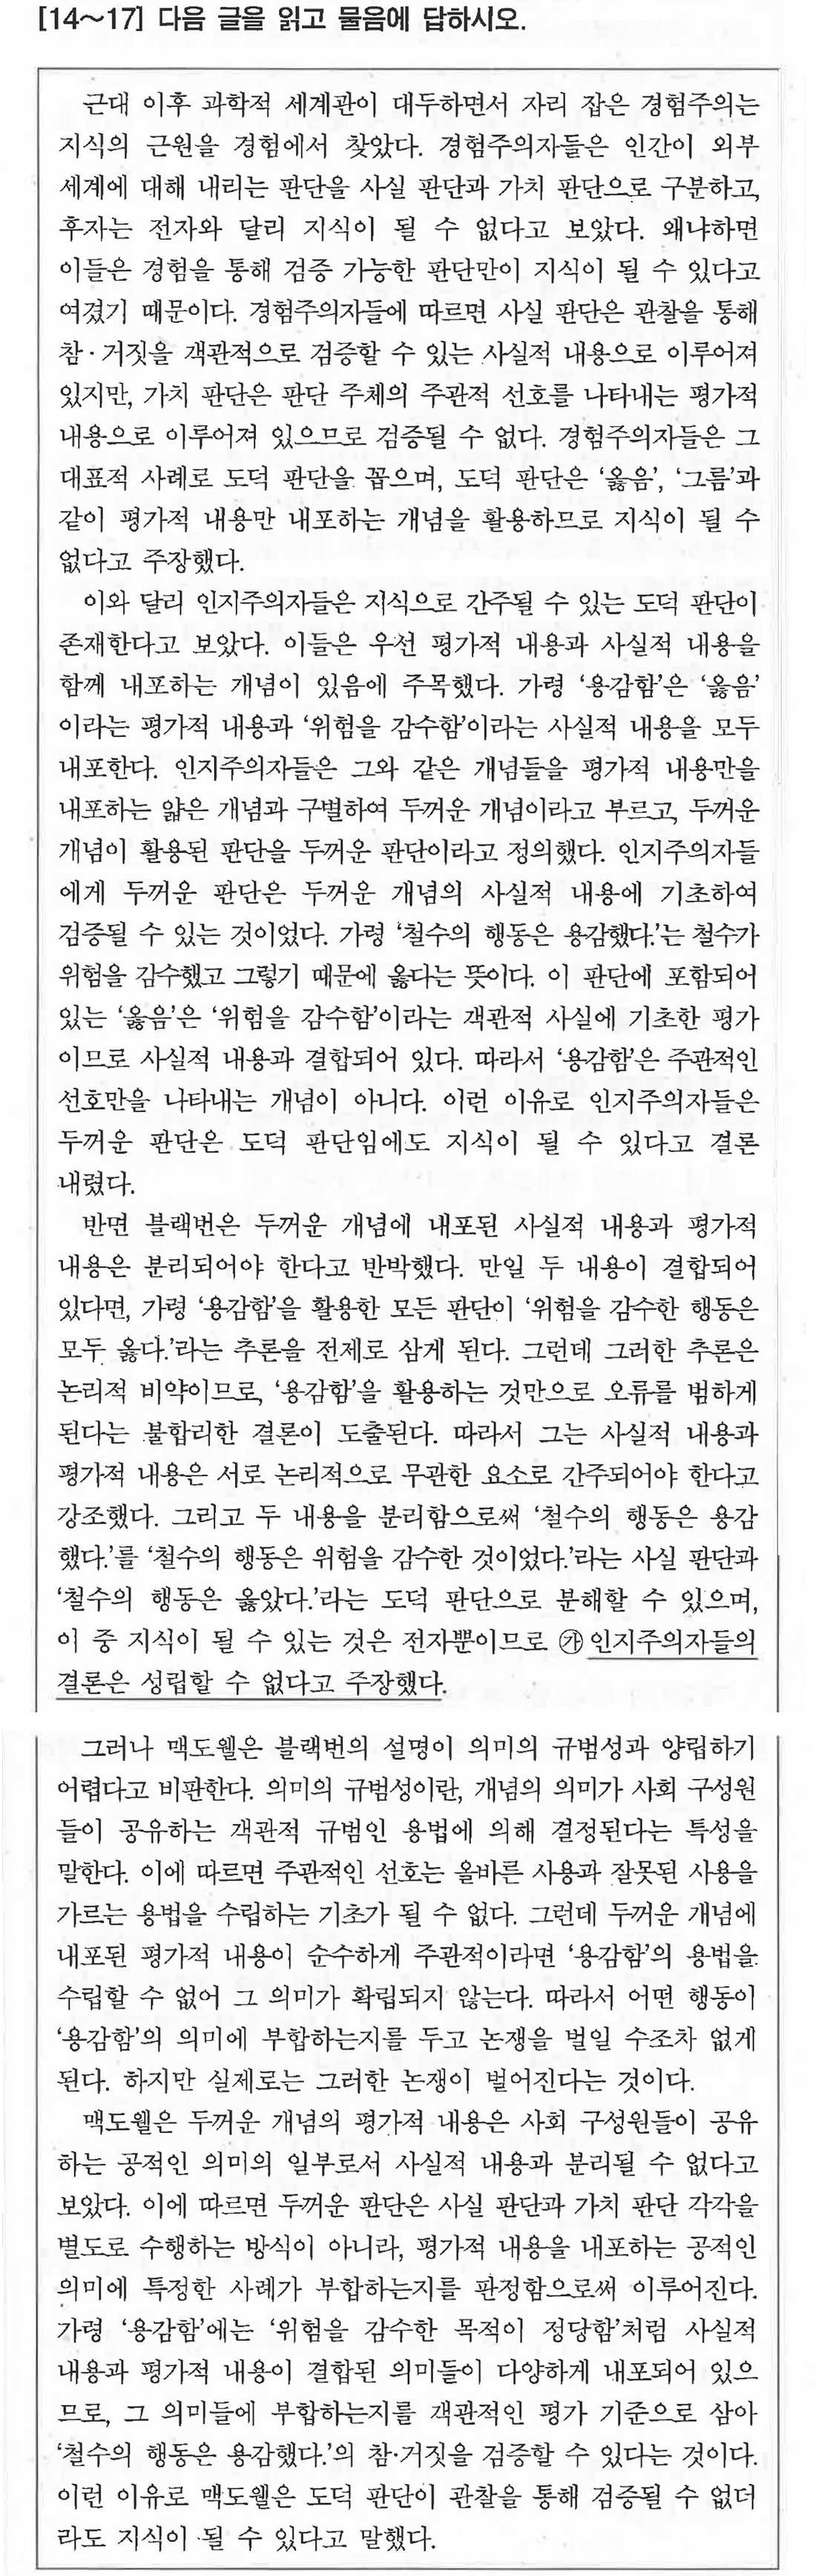 [14～17] 다음 글을 읽고 물음에 답하시오.
근대 이후 과학적 세계관이 대두하면서 자리 잡은 경험주의는
지식의 근원을 경험에서 찾았다. 경험주의자들은 인간이 외부
세계에 대해 내리는 판단을 사실 판단과 가치 판단으로 구분하고,
후자는 전자와 달리 지식이 될 수 없다고 보았다. 왜냐하면
이들은 경험을 통해 검증 가능한 판단만이 지식이 될 수 있다고
여겼기 때문이다. 경험주의자들에 따르면 사실 판단은 관찰을 통해
참·거짓을 객관적으로 검증할 수 있는 사실적 내용으로 이루어져
있지만, 가치 판단은 판단 주체의 주관적 선호를 나타내는 평가적
내용으로 이루어져 있으므로 검증될 수 없다. 경험주의자들은 그
대표적 사례로 도덕 판단을 꼽으며, 도덕 판단은 ‘옳음’, ‘그름’과
같이 평가적 내용만 내포하는 개념을 활용하므로 지식이 될 수
없다고 주장했다.
이와 달리 인지주의자들은 지식으로 간주될 수 있는 도덕 판단이
존재한다고 보았다. 이들은 우선 평가적 내용과 사실적 내용을
함께 내포하는 개념이 있음에 주목했다. 가령 ‘용감함’은 ‘옳음’
이라는 평가적 내용과 ‘위험을 감수함’이라는 사실적 내용을 모두
내포한다. 인지주의자들은 그와 같은 개념들을 평가적 내용만을
내포하는 얇은 개념과 구별하여 두꺼운 개념이라고 부르고, 두꺼운
개념이 활용된 판단을 두꺼운 판단이라고 정의했다. 인지주의자들
에게 두꺼운 판단은 두꺼운 개념의 사실적 내용에 기초하여
검증될 수 있는 것이었다. 가령 ‘철수의 행동은 용감했다.’는 철수가
위험을 감수했고 그렇기 때문에 옳다는 뜻이다. 이 판단에 포함되어
있는 ‘옳음’은 ‘위험을 감수함’이라는 객관적 사실에 기초한 평가
이므로 사실적 내용과 결합되어 있다. 따라서 ‘용감함’은 주관적인
선호만을 나타내는 개념이 아니다. 이런 이유로 인지주의자들은
두꺼운 판단은 도덕 판단임에도 지식이 될 수 있다고 결론
내렸다.
반면 블랙번은 두꺼운 개념에 내포된 사실적 내용과 평가적
내용은 분리되어야 한다고 반박했다. 만일 두 내용이 결합되어
있다면, 가령 ‘용감함’을 활용한 모든 판단이 ‘위험을 감수한 행동은
모두 옳다.’라는 추론을 전제로 삼게 된다. 그런데 그러한 추론은
논리적 비약이므로, ‘용감함’을 활용하는 것만으로 오류를 범하게
된다는 불합리한 결론이 도출된다. 따라서 그는 사실적 내용과
평가적 내용은 서로 논리적으로 무관한 요소로 간주되어야 한다고
강조했다. 그리고 두 내용을 분리함으로써 ‘철수의 행동은 용감
했다.’를 ‘철수의 행동은 위험을 감수한 것이었다.’라는 사실 판단과
‘철수의 행동은 옳았다.’라는 도덕 판단으로 분해할 수 있으며,
이 중 지식이 될 수 있는 것은 전자뿐이므로 ㉮ 인지주의자들의
결론은 성립할 수 없다고 주장했다.
그러나 맥도웰은 블랙번의 설명이 의미의 규범성과 양립하기
어렵다고 비판한다. 의미의 규범성이란, 개념의 의미가 사회 구성원
들이 공유하는 객관적 규범인 용법에 의해 결정된다는 특성을
말한다. 이에 따르면 주관적인 선호는 올바른 사용과 잘못된 사용을
가르는 용법을 수립하는 기초가 될 수 없다. 그런데 두꺼운 개념에
내포된 평가적 내용이 순수하게 주관적이라면 ‘용감함’의 용법을
수립할 수 없어 그 의미가 확립되지 않는다. 따라서 어떤 행동이
‘용감함’의 의미에 부합하는지를 두고 논쟁을 벌일 수조차 없게
된다. 하지만 실제로는 그러한 논쟁이 벌어진다는 것이다.
맥도웰은 두꺼운 개념의 평가적 내용은 사회 구성원들이 공유
하는 공적인 의미의 일부로서 사실적 내용과 분리될 수 없다고
보았다. 이에 따르면 두꺼운 판단은 사실 판단과 가치 판단 각각을
별도로 수행하는 방식이 아니라, 평가적 내용을 내포하는 공적인
의미에 특정한 사례가 부합하는지를 판정함으로써 이루어진다.
가령 ‘용감함’에는 ‘위험을 감수한 목적이 정당함’처럼 사실적
내용과 평가적 내용이 결합된 의미들이 다양하게 내포되어 있으
므로, 그 의미들에 부합하는지를 객관적인 평가 기준으로 삼아
‘철수의 행동은 용감했다.’의 참·거짓을 검증할 수 있다는 것이다.
이런 이유로 맥도웰은 도덕 판단이 관찰을 통해 검증될 수 없더
라도 지식이 될 수 있다고 말했다.